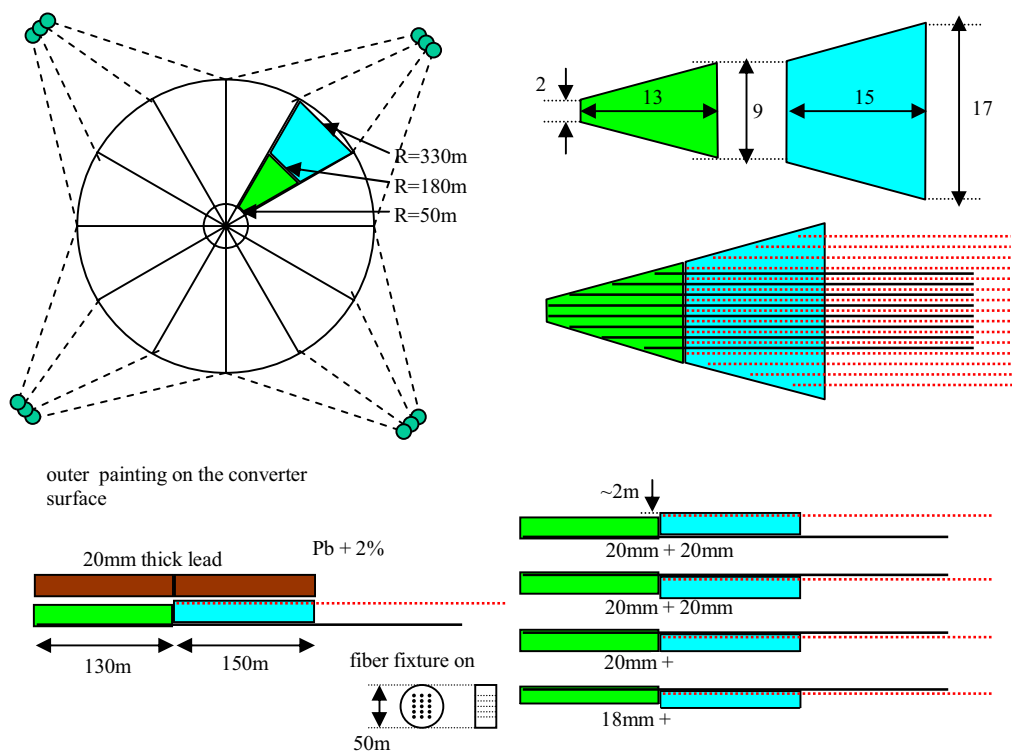 R=330m
R=180m
R=50m
2
13
9
15
17
outer painting on the converter
surface
20mm thick lead
Pb + 2%
130m
150m
fiber fixture on
50m
~2m
20mm + 20mm
20mm + 20mm
20mm +
18mm +